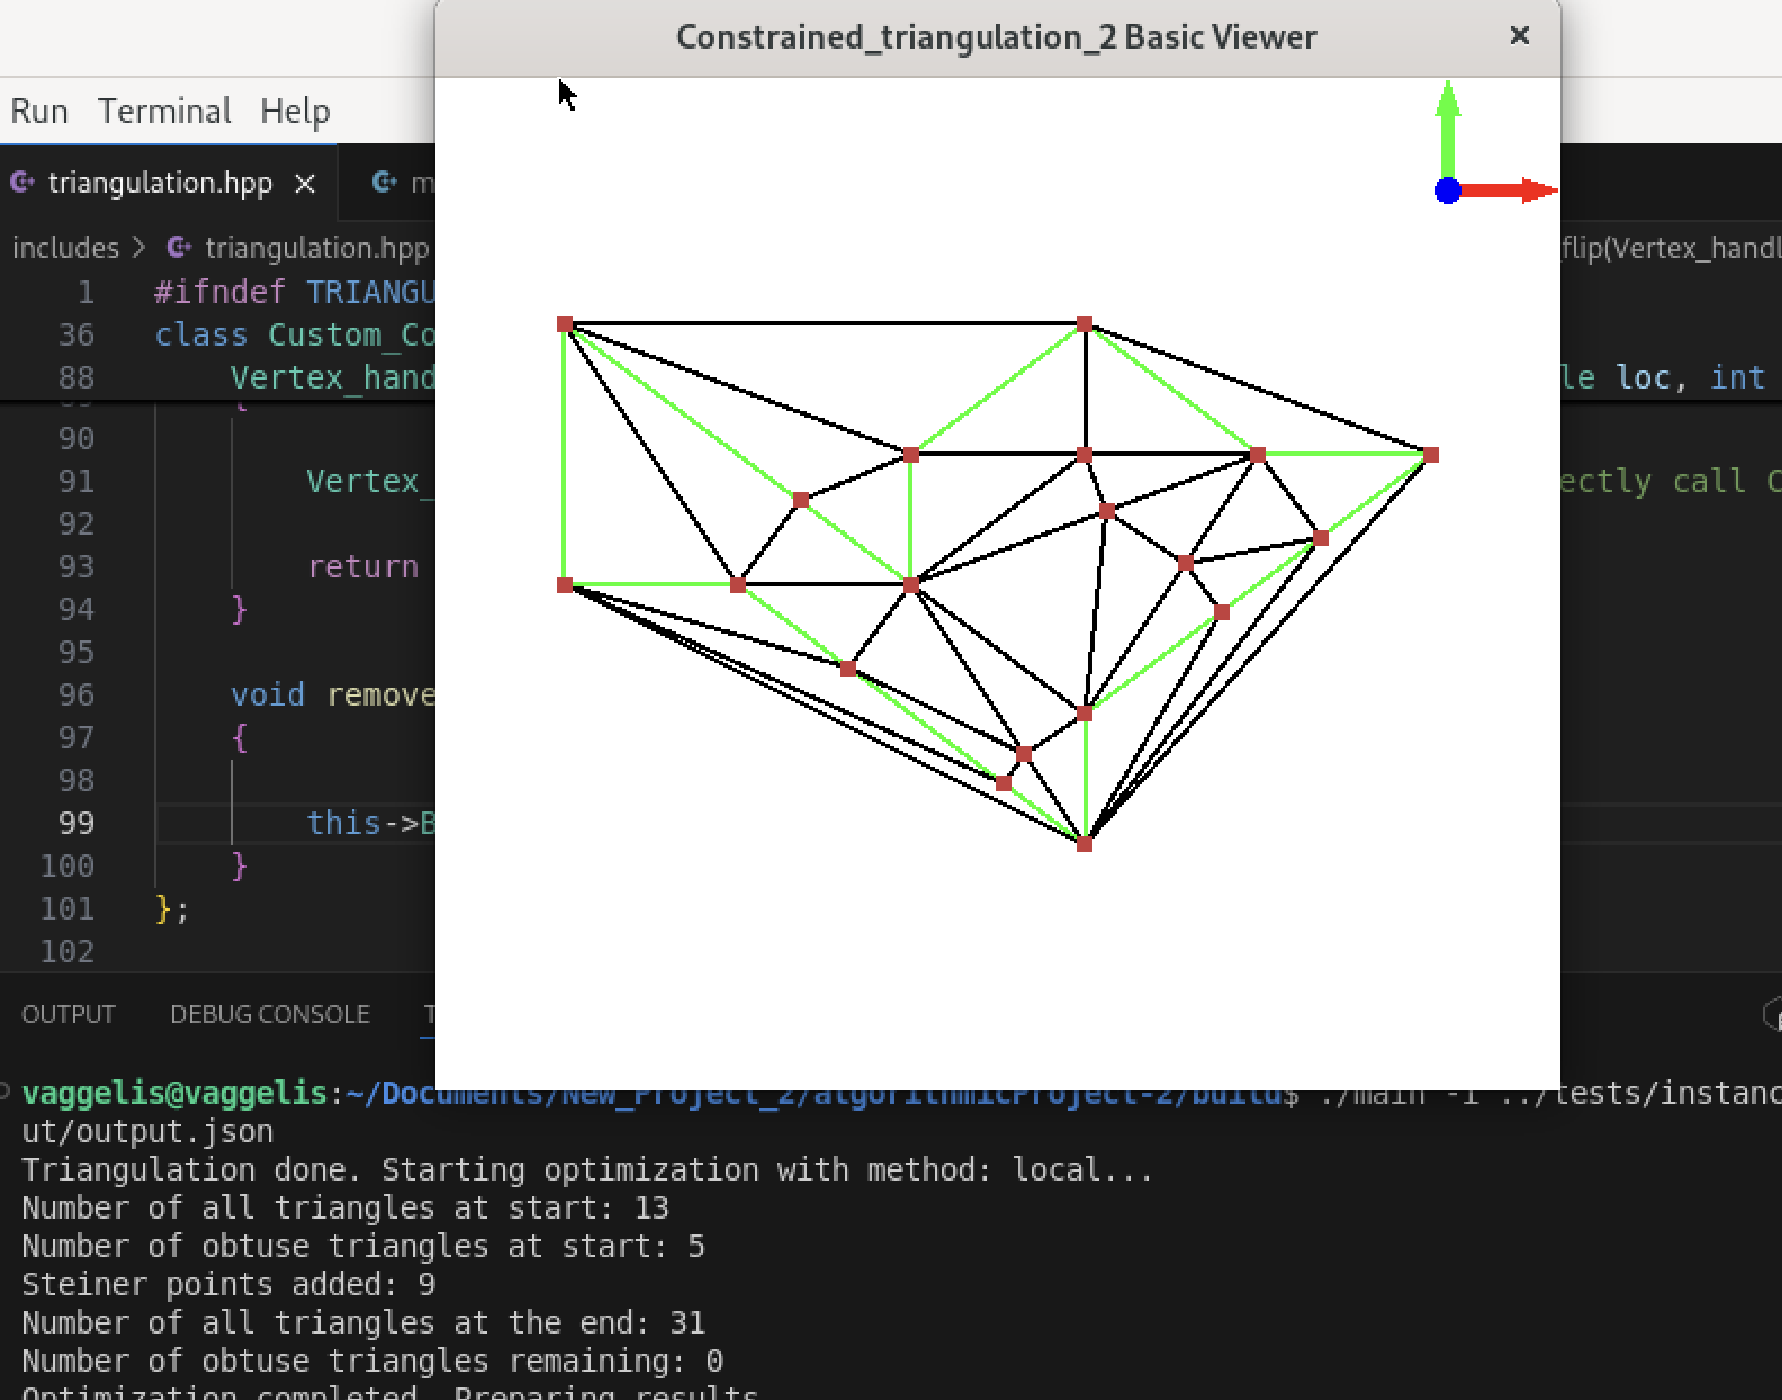 Constrained_triangulation_2 Basic Viewer
Run Terminal Help
triangulation.hpp
includes > triangulation.hpp
flip(Vertex_handl
1 #ifndef TRIANGU
36 class Custom_Co
88 Vertex_hand
le loc, int
{
90
91 Vertex_
ectly call C
92
93 return
94 }
95
96 void remove
97 {
98
99 this->B
100 }
101 };
102
OUTPUT DEBUG CONSOLE T
vaggelis@vaggelis:~/Documents/New_Project_2/algorithmicProject-2/build$ ./main -i ../tests/instanc
ut/output.json
Triangulation done. Starting optimization with method: local...
Number of all triangles at start: 13
Number of obtuse triangles at start: 5
Steiner points added: 9
Number of all triangles at the end: 31
Number of obtuse triangles remaining: 0
Optimization completed. Preparing results